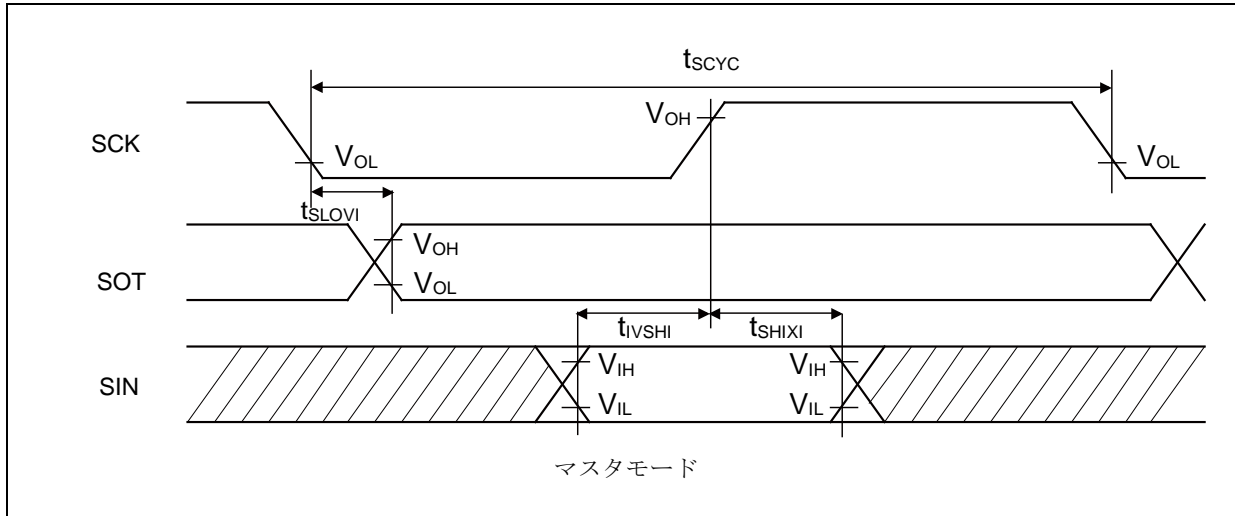 tSCYC
SCK
VOH
VOL
VOL
tSLOVI
SOT
VOH
VOL
tIVSHI
tSHIXI
SIN
VIH
VIH
VIL
VIL
マスタモード